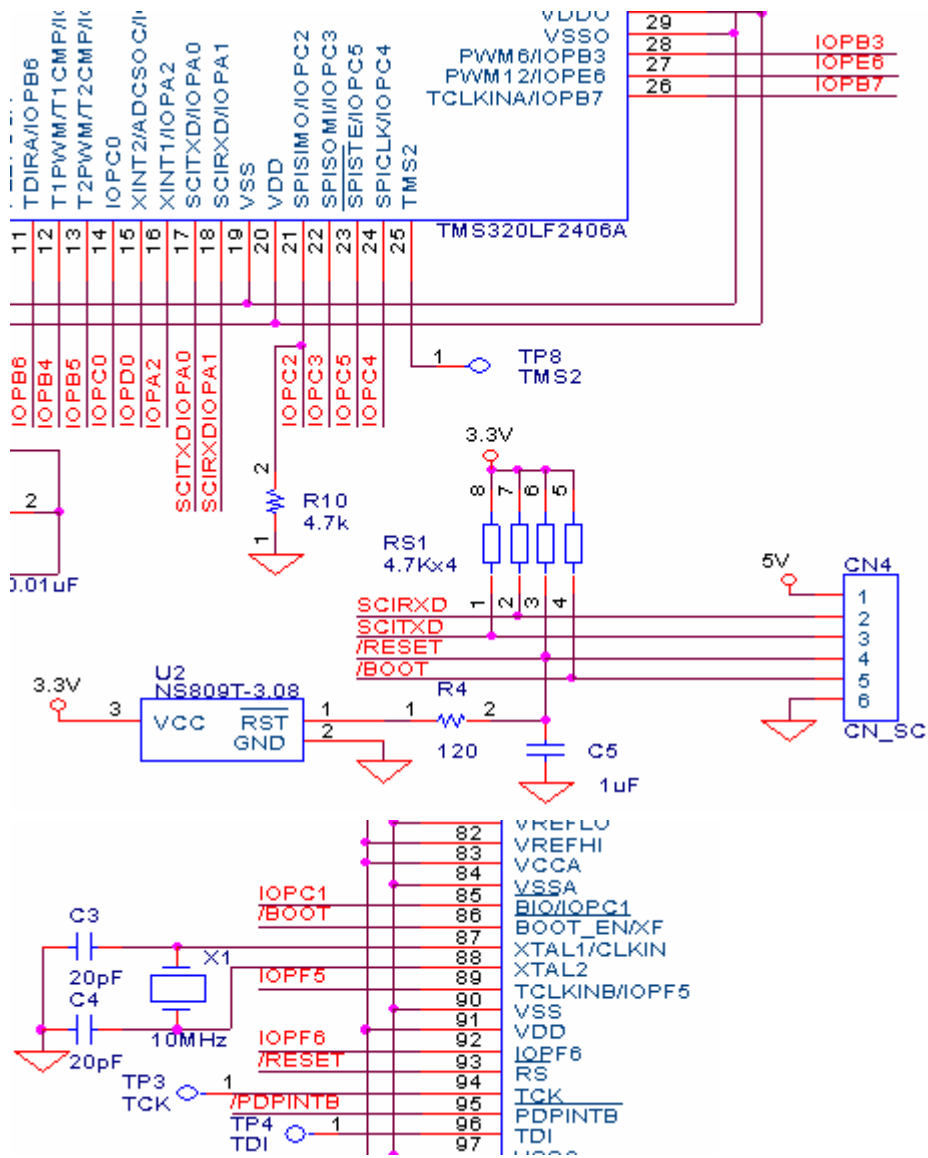 VDDO
29
VSSO
28
PWM6/IOPB3
IOPB3
27
PWM12/IOPE6
IOPE6
26
TCLKINA/IOPB7
IOPB7
TDIRA/IOPB6
T1PWM/T1CMP/I
T2PWM/T2CMP/I
IOPC0
XINT2/ADCSOC/I
XINT1/IOPA2
SCITXD/IOPA0
SCIRXD/IOPA1
VSS
VDD
SPISIMO/IOPC2
SPISOMI/IOPC3
SPISTE/IOPC5
SPICLK/IOPC4
TMS2
TMS320LF2406A
11
12
13
14
15
16
17
18
19
20
21
22
23
24
25
IOPB6
IOPB4
IOPB5
IOPC0
IOPD0
IOPA2
SCITXDIOPA0
SCIRXDIOPA1
IOPC2
IOPC3
IOPC5
IOPC4
1
TP8
TMS2
3.3V
2
R10
4.7k
1
2
0.01uF
8
7
6
5
RS1
4.7Kx4
1
2
3
4
5V
CN4
1
SCIRXD
2
SCITXD
3
/RESET
4
/BOOT
5
6
CN_SC
U2
NS809T-3.08
3.3V
3
VCC
RST
GND
1
2
R4
1
2
120
C5
1uF
VREFLO
82
VREFHI
83
VCCA
84
VSSA
IOPC1
85
BIO/IOPC1
/BOOT
86
BOOT_EN/XF
87
XTAL1/CLKIN
88
XTAL2
IOPF5
89
TCLKINB/IOPF5
90
VSS
91
VDD
IOPF6
92
IOPF6
/RESET
93
RS
94
TCK
/PDPINTB
95
PDPINTB
96
TDI
97
C3
20pF
C4
20pF
X1
10MHz
TP3
TCK
1
TP4
TDI
1